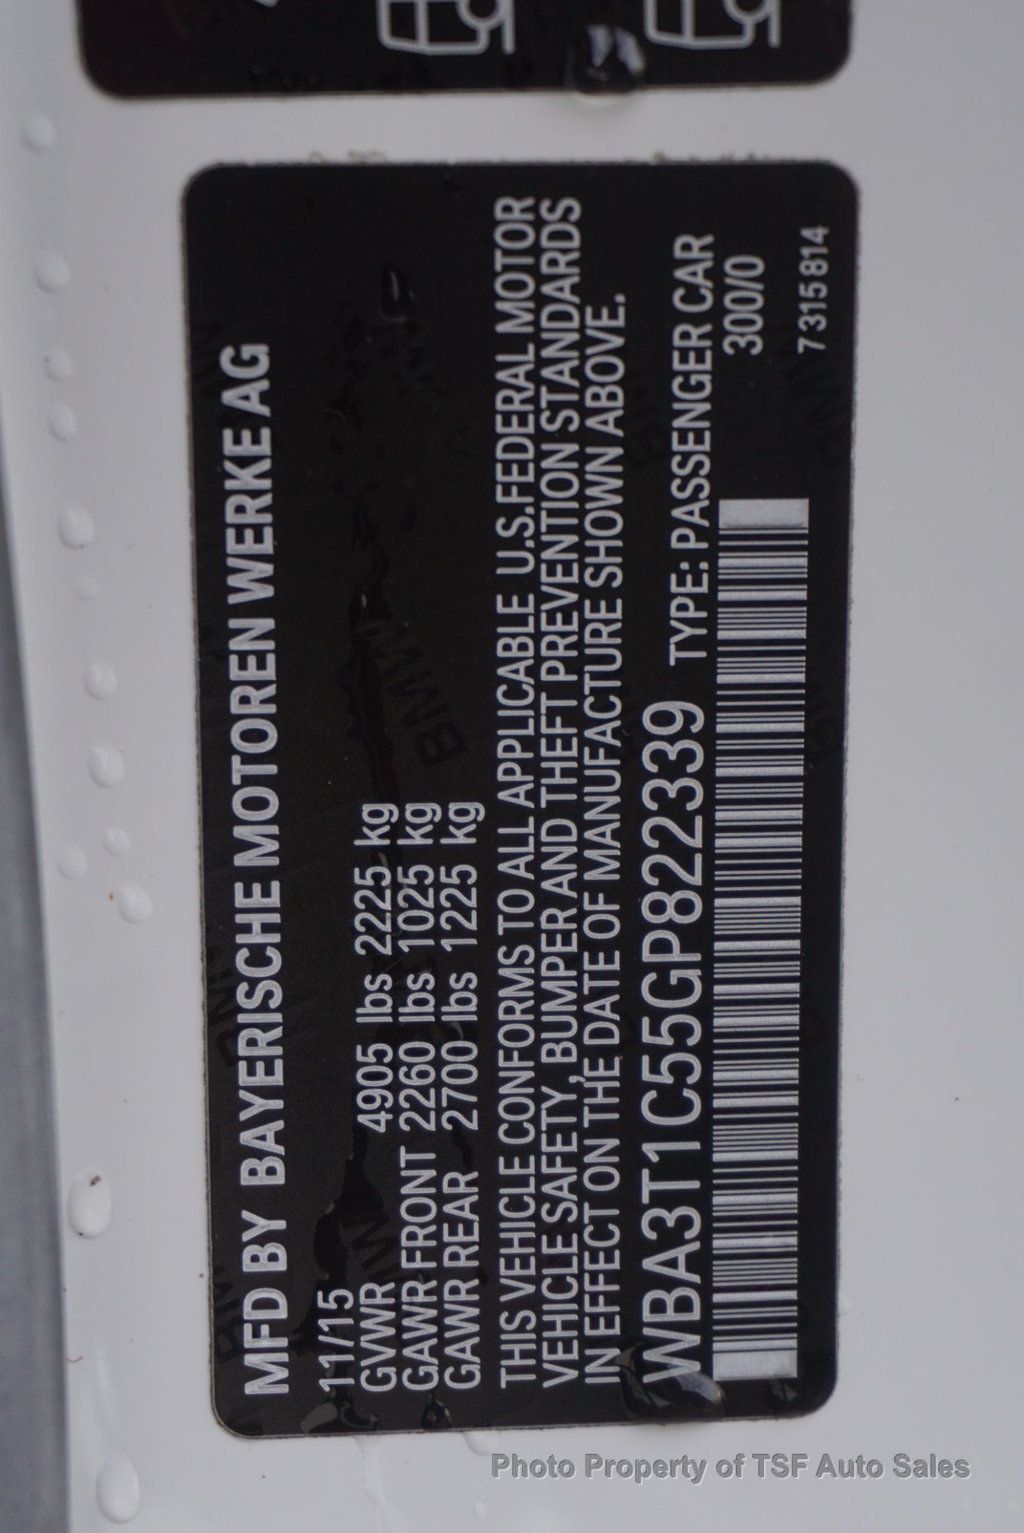 MFD BY BAYERISCHE MOTOREN WERKE AG
11/15
GVWR 4905 lbs 2225 kg
GAWR FRONT 2260 lbs 1025 kg
GAWR REAR 2700 lbs 1225 kg
THIS VEHICLE CONFORMS TO ALL APPLICABLE U.S.FEDERAL MOTOR
VEHICLE SAFETY, BUMPER AND THEFT PREVENTION STANDARDS
IN EFFECT ON THE DATE OF MANUFACTURE SHOWN ABOVE.
WBA3T1C55GP822339 TYPE: PASSENGER CAR
300/0
7315814
BMW
Photo Property of TSF Auto Sales